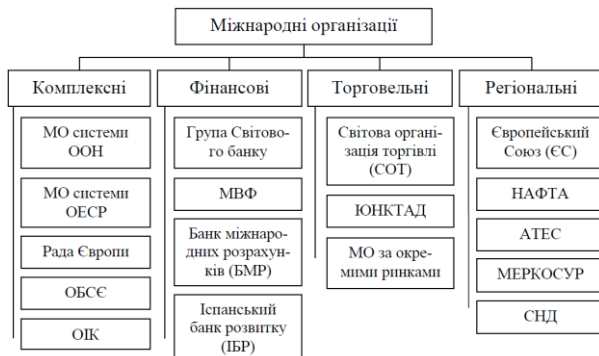 Міжнародні організації
Комплексні
МО системи
ООН
МО системи
ОЕСР
Рада Європи
ОБСЄ
ОІК
Фінансові
Група Світово-
го банку
МВФ
Банк міжнарод-
них розрахун-
ків (БМР)
Іспанський
банк розвитку
(ІБР)
Торговельні
Світова органі-
зація торгівлі
(СОТ)
ЮНКТАД
МО за окре-
мими ринками
Регіональні
Європейський
Союз (ЄС)
НАФТА
АТЕС
МЕРКОСУР
СНД